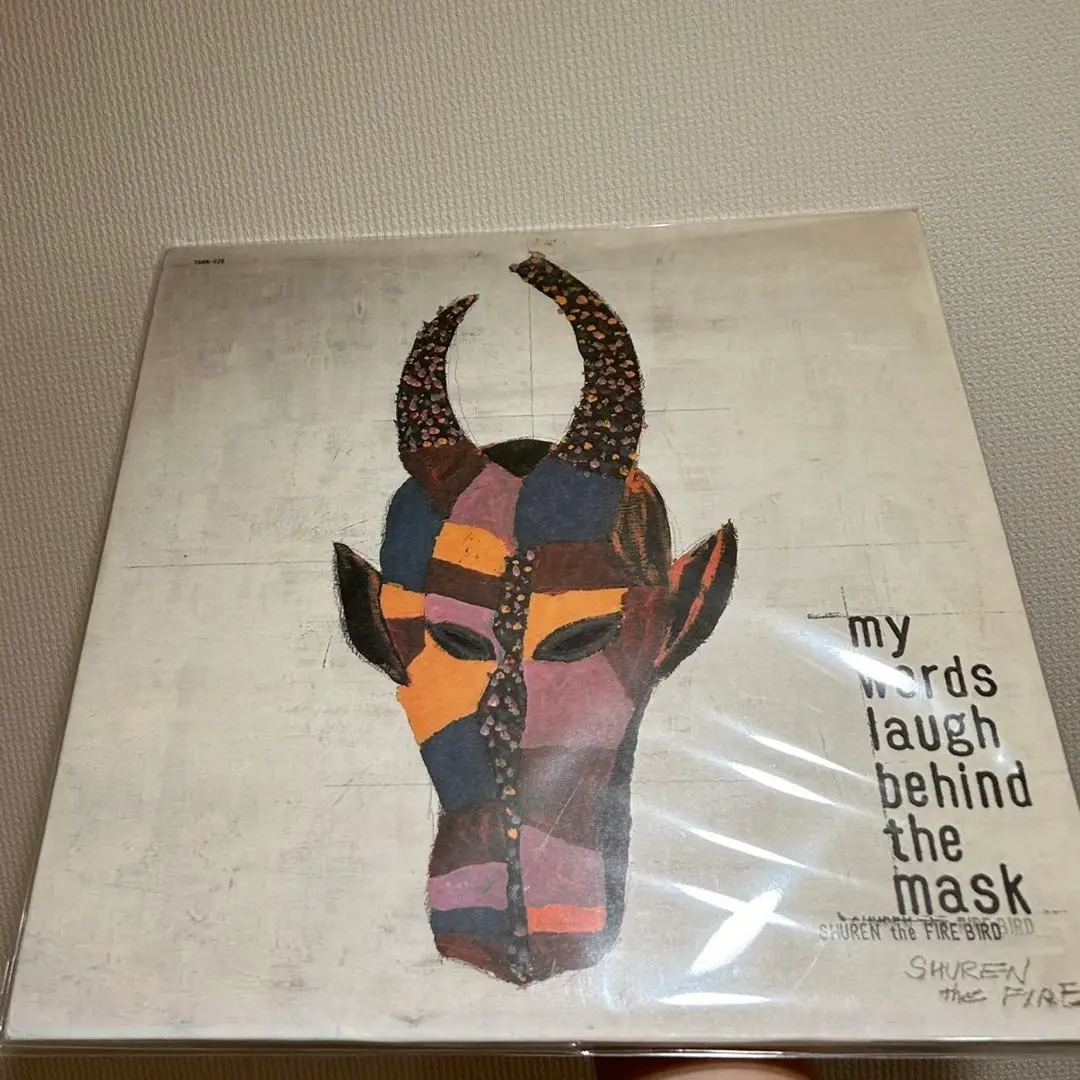 my
words
laugh
behind
the
mask
SHUREN the FIRE BIRD
SHUREN
the FIRE